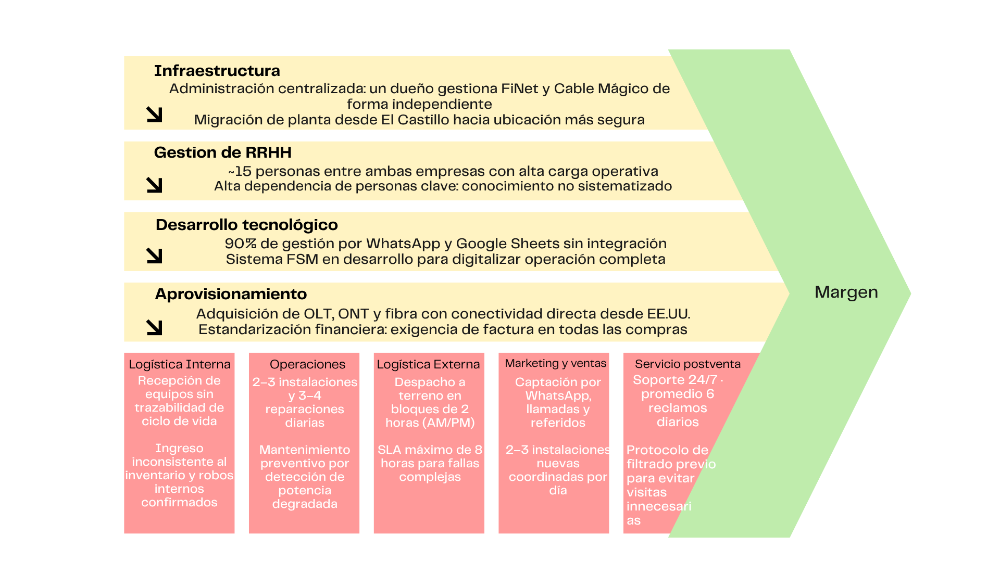 Infraestructura
Administración centralizada: un dueño gestiona FiNet y Cable Mágico de
forma independiente
Migración de planta desde El Castillo hacia ubicación más segura
Gestion de RRHH
~15 personas entre ambas empresas con alta carga operativa
Alta dependencia de personas clave: conocimiento no sistematizado
Desarrollo tecnológico
90% de gestión por WhatsApp y Google Sheets sin integración
Sistema FSM en desarrollo para digitalizar operación completa
Aprovisionamiento
Adquisición de OLT, ONT y fibra con conectividad directa desde EE.UU.
Estandarización financiera: exigencia de factura en todas las compras
Margen
Logística Interna
Recepción de
equipos sin
trazabilidad de
ciclo de vida
Ingreso
inconsistente al
inventario y robos
internos
confirmados
Operaciones
2–3 instalaciones
y 3–4
reparaciones
diarias
Mantenimiento
preventivo por
detección de
potencia
degradada
Logística Externa
Despacho a
terreno en
bloques de 2
horas (AM/PM)
SLA máximo de 8
horas para fallas
complejas
Marketing y ventas
Captación por
WhatsApp,
llamadas y
referidos
2–3 instalaciones
nuevas
coordinadas por
día
Servicio postventa
Soporte 24/7 ·
promedio 6
reclamos
diarios
Protocolo de
filtrado previo
para evitar
visitas
innecesari
as